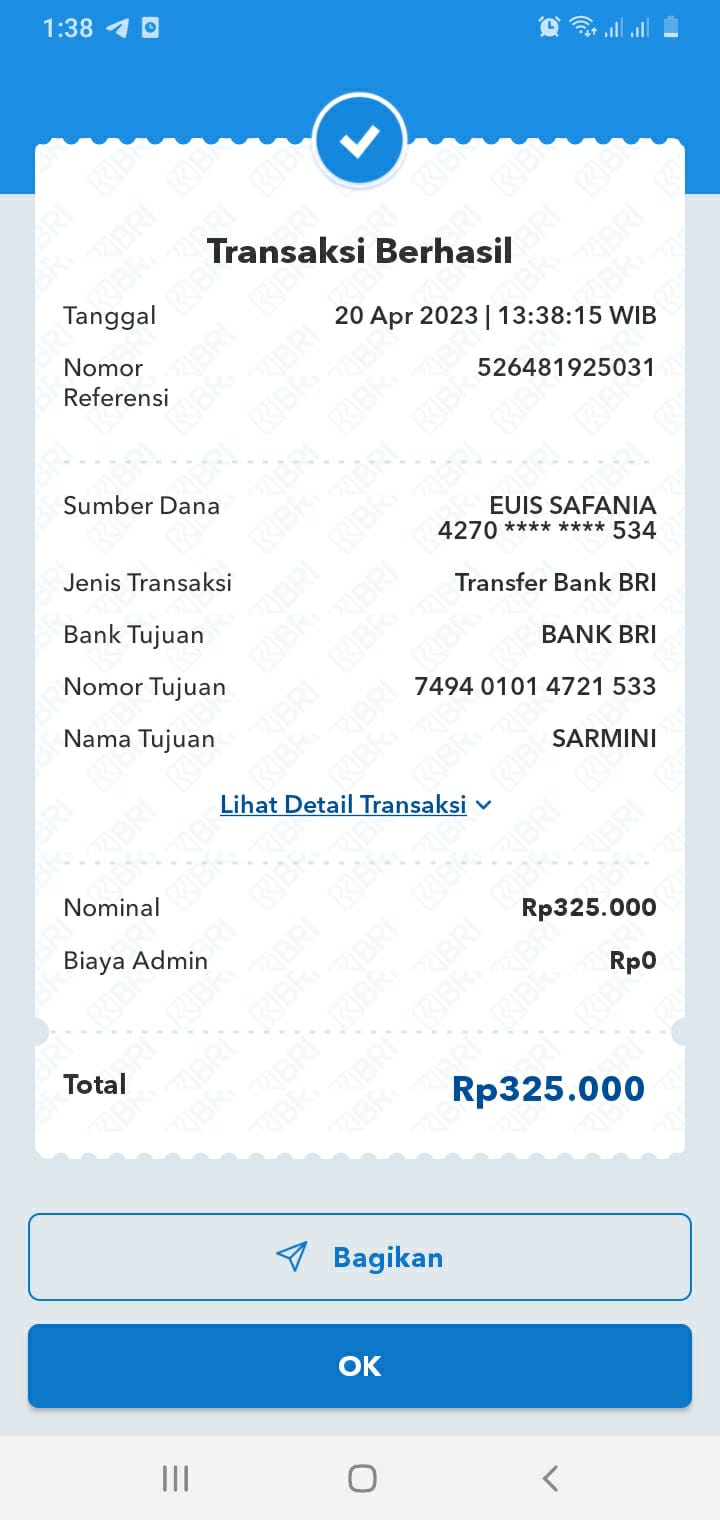 1:38
Transaksi Berhasil
Tanggal 20 Apr 2023 | 13:38:15 WIB
Nomor Referensi 526481925031
Sumber Dana EUIS SAFANIA
4270 **** **** 534
Jenis Transaksi Transfer Bank BRI
Bank Tujuan BANK BRI
Nomor Tujuan 7494 0101 4721 533
Nama Tujuan SARMINI
Lihat Detail Transaksi
Nominal Rp325.000
Biaya Admin Rp0
Total Rp325.000
Bagikan
OK